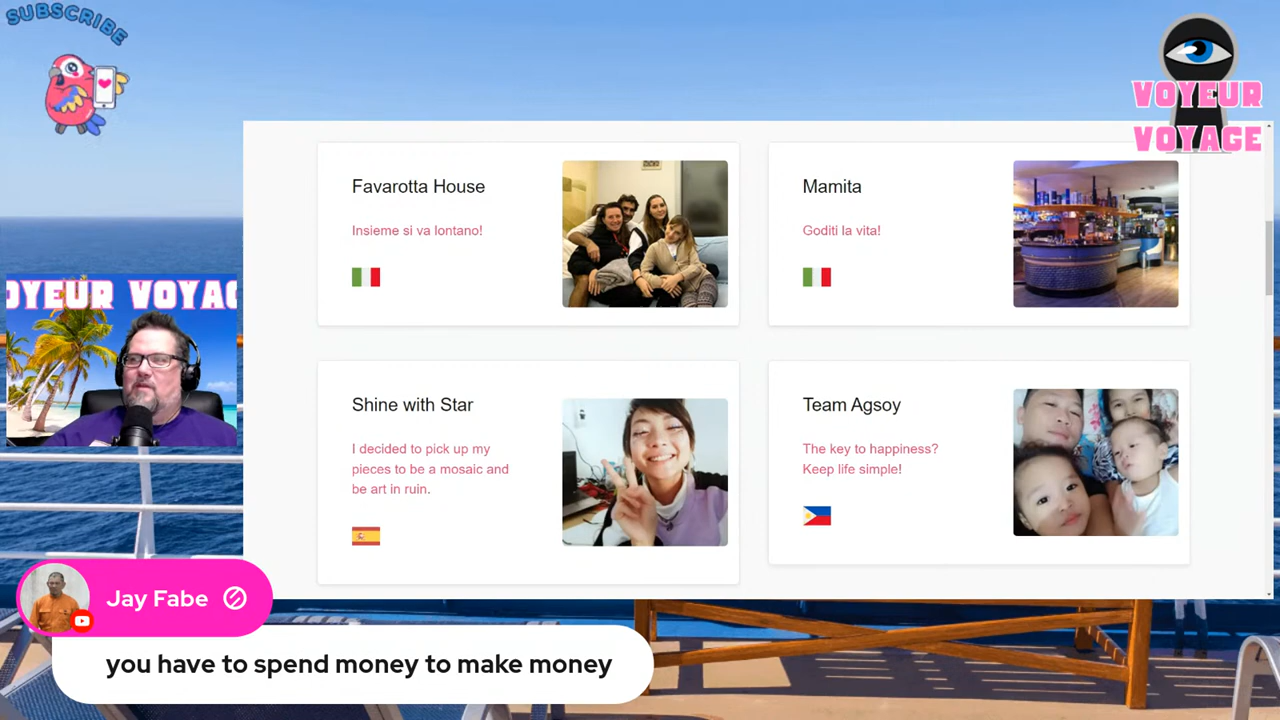 SUBSCRIBE
VOYEUR
VOYAGE
Favarotta House
Insieme si va lontano!
Mamita
Goditi la vita!
OYEUR VOYAG
Shine with Star
I decided to pick up my
pieces to be a mosaic and
be art in ruin.
Team Agsoy
The key to happiness?
Keep life simple!
Jay Fabe
you have to spend money to make money